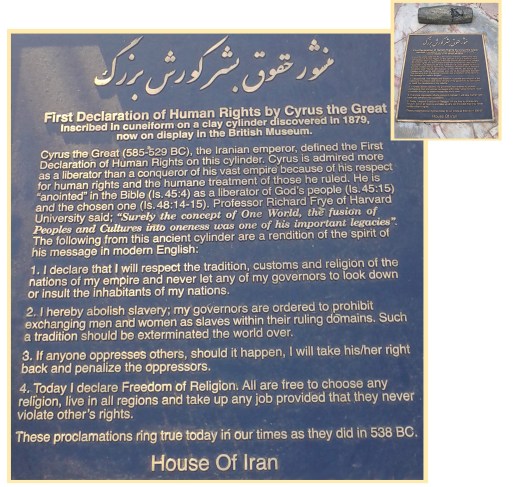 منشور حقوق بشر کورش بزرگ
First Declaration of Human Rights by Cyrus the Great
Inscribed in cuneiform on a clay cylinder discovered in 1879,
now on display in the British Museum.
Cyrus the Great (585-529 BC), the Iranian emperor, defined the First
Declaration of Human Rights on this cylinder. Cyrus is admired more
as a liberator than a conqueror of his vast empire because of his respect
for human rights and the humane treatment of those he ruled. He is
“anointed” in the Bible (Is.45:4) as a liberator of God’s people (Is.45:15)
and the chosen one (Is.48:14-15). Professor Richard Frye of Harvard
University said; “Surely the concept of One World, the fusion of
Peoples and Cultures into oneness was one of his important legacies”.
The following from this ancient cylinder are a rendition of the spirit of
his message in modern English:
1. I declare that I will respect the tradition, customs and religion of the
nations of my empire and never let any of my governors to look down
or insult the inhabitants of my nations.
2. I hereby abolish slavery; my governors are ordered to prohibit
exchanging men and women as slaves within their ruling domains. Such
a tradition should be exterminated the world over.
3. If anyone oppresses others, should it happen, I will take his/her right
back and penalize the oppressors.
4. Today I declare Freedom of Religion. All are free to choose any
religion, live in all regions and take up any job provided that they never
violate other’s rights.
These proclamations ring true today in our times as they did in 538 BC.
House Of Iran